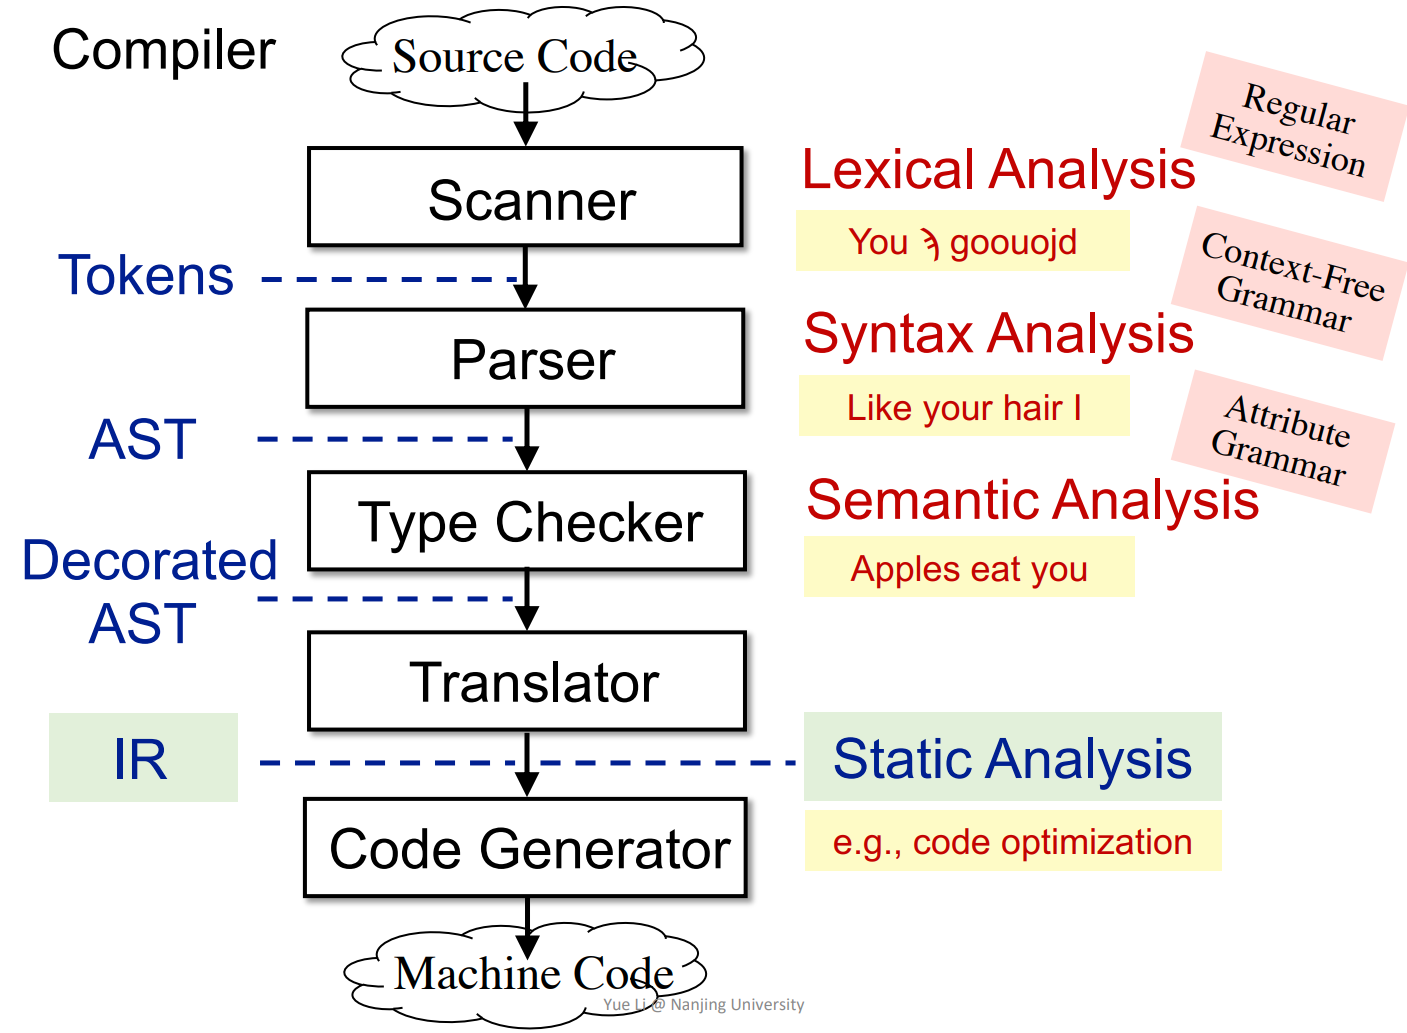 Compiler
Source Code
Scanner
Lexical Analysis
Regular
Expression
You ϡ goouojd
Tokens
Context-Free
Grammar
Parser
Syntax Analysis
Like your hair I
AST
Attribute
Grammar
Type Checker
Semantic Analysis
Apples eat you
Decorated
AST
Translator
IR
Static Analysis
e.g., code optimization
Code Generator
Machine Code
Yue Li @ Nanjing University